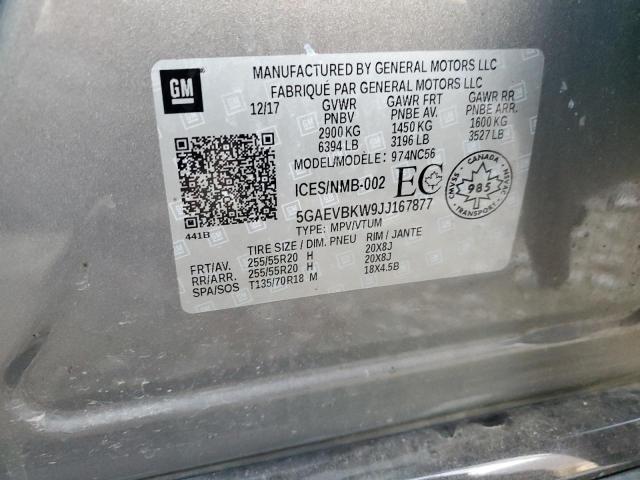 GM
MANUFACTURED BY GENERAL MOTORS LLC
FABRIQUÉ PAR GENERAL MOTORS LLC
12/17 GVWR GAWR FRT GAWR RR
PNBV PNBE AV. PNBE ARR.
2900 KG 1450 KG 1600 KG
6394 LB 3196 LB 3527 LB
MODEL/MODÈLE: 974NC56
ICES/NMB-002 EC
CANADA
985
CMVSS
NSVAC
5GAEVBKW9JJ167877
441B
TYPE: MPV/VTUM
TIRE SIZE / DIM. PNEU RIM / JANTE
FRT/AV. 255/55R20 H 20X8J
RR/ARR. 255/55R20 H 20X8J
SPA/SOS T135/70R18 M 18X4.5B